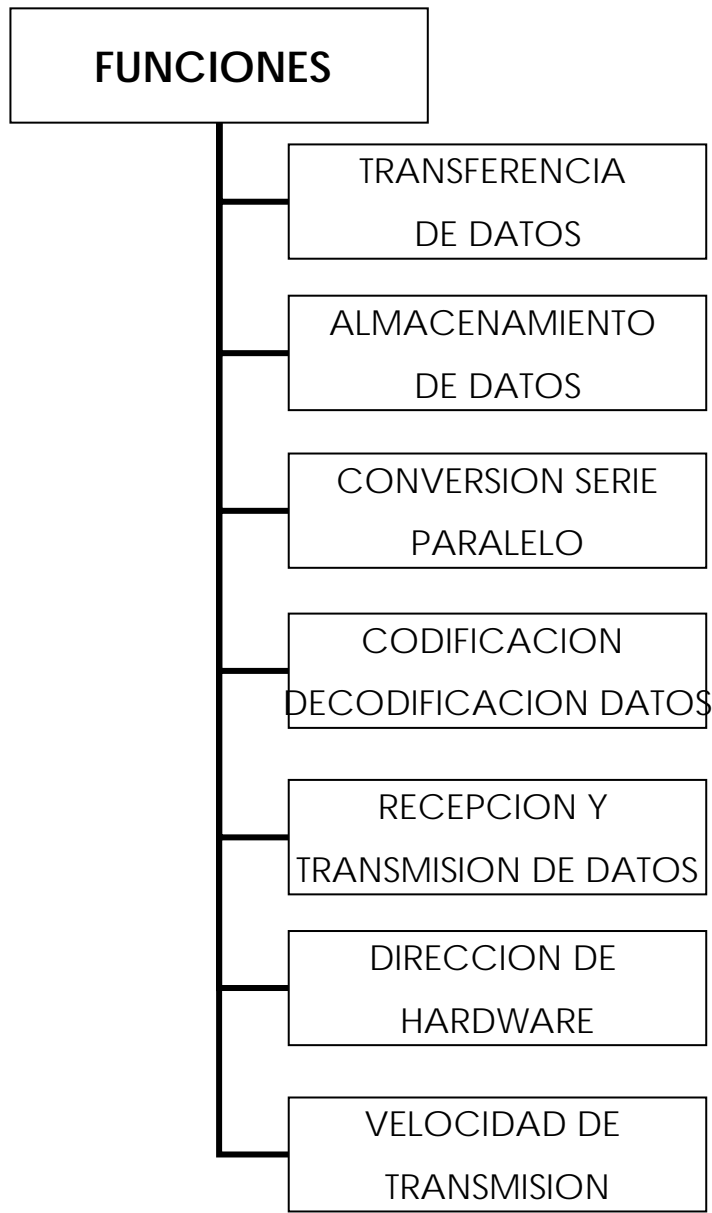 FUNCIONES
TRANSFERENCIA
DE DATOS
ALMACENAMIENTO
DE DATOS
CONVERSION SERIE
PARALELO
CODIFICACION
DECODIFICACION DATOS
RECEPCION Y
TRANSMISION DE DATOS
DIRECCION DE
HARDWARE
VELOCIDAD DE
TRANSMISION